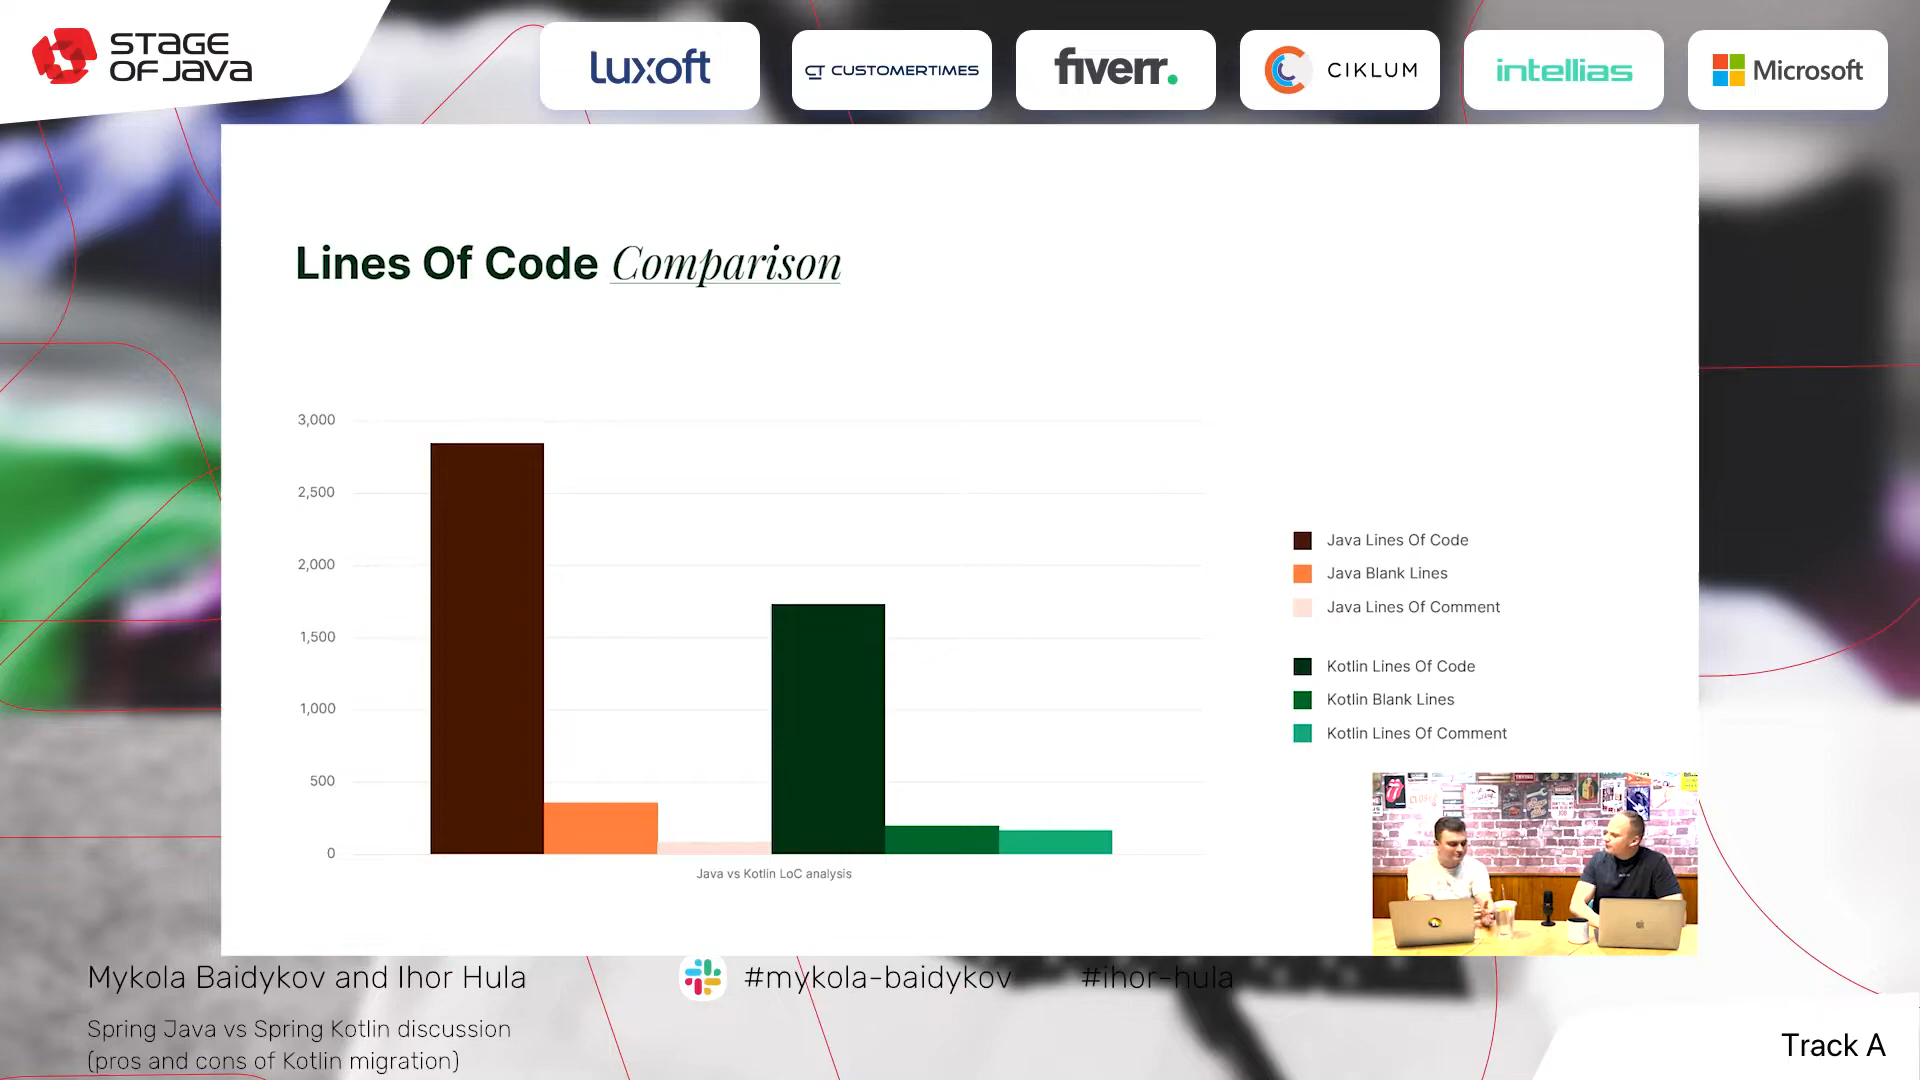 STAGE
OF JAVA
luxoft
CT CUSTOMERTIMES
fiverr.
CIKLUM
intellias
Microsoft
Lines Of Code Comparison
3,000
2,500
2,000
1,500
1,000
500
0
Java vs Kotlin LoC analysis
Java Lines Of Code
Java Blank Lines
Java Lines Of Comment
Kotlin Lines Of Code
Kotlin Blank Lines
Kotlin Lines Of Comment
Mykola Baidykov and Ihor Hula
#mykola-baidykov
#ihor-hula
Spring Java vs Spring Kotlin discussion
(pros and cons of Kotlin migration)
Track A